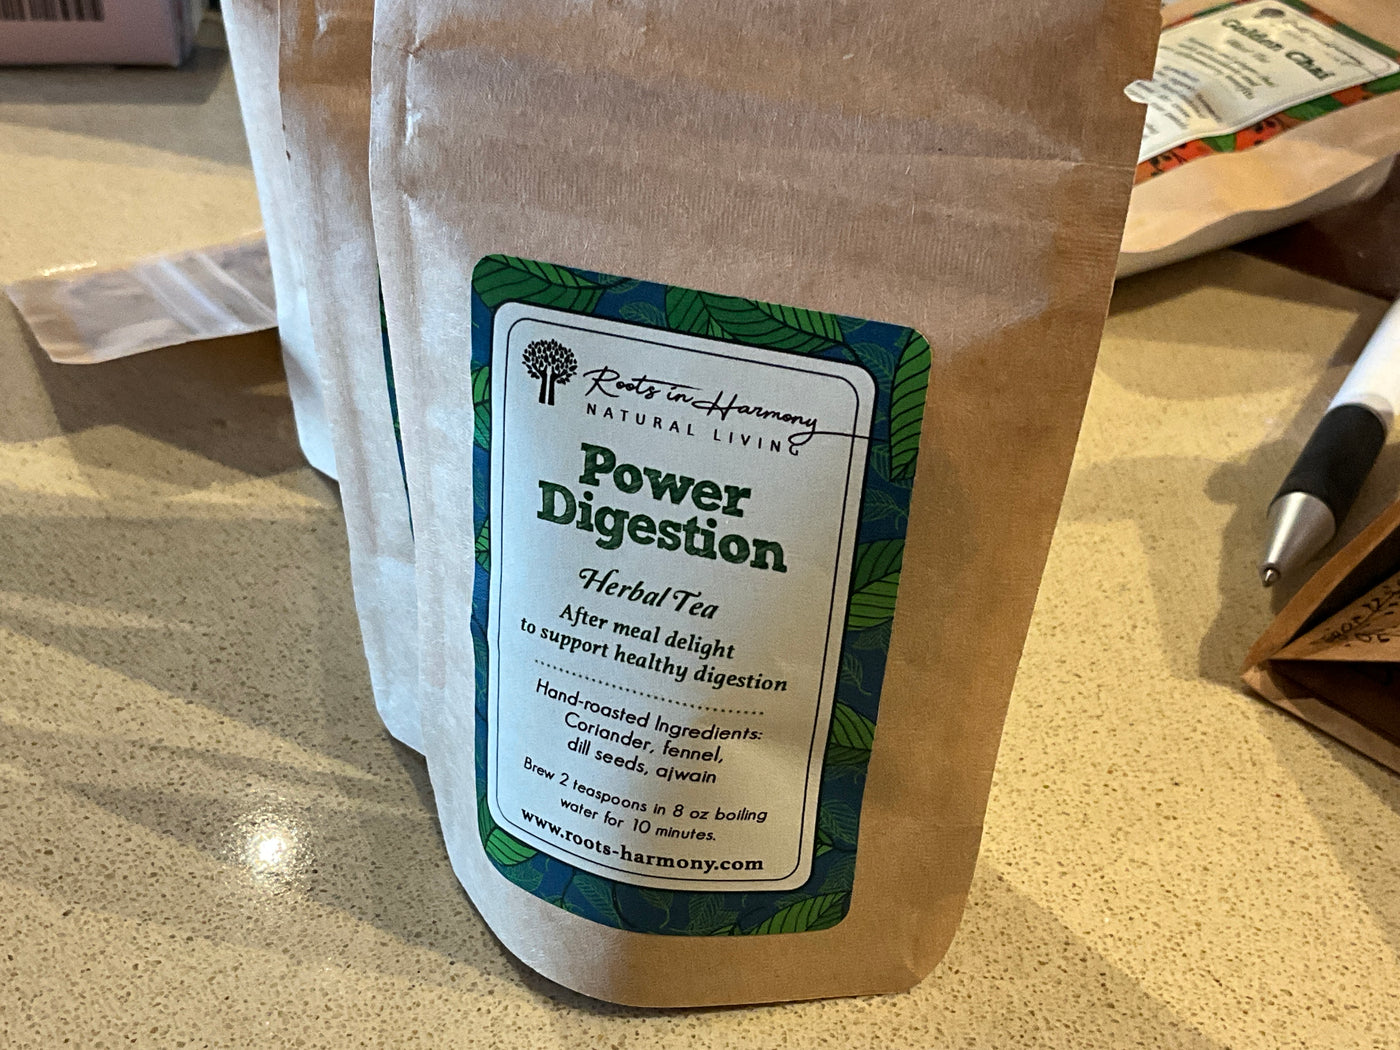 Roots in Harmony
NATURAL LIVING
Power
Digestion
Herbal Tea
After meal delight
to support healthy digestion
Hand-roasted Ingredients:
Coriander, fennel,
dill seeds, ajwain
Brew 2 teaspoons in 8 oz boiling
water for 10 minutes.
www.roots-harmony.com
Golden Chai